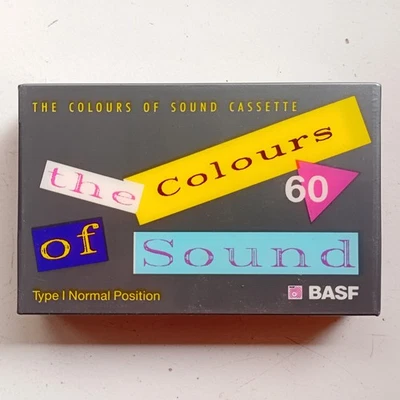 THE COLOURS OF SOUND CASSETTE
the Colours
60
of Sound
Type I Normal Position
BASF